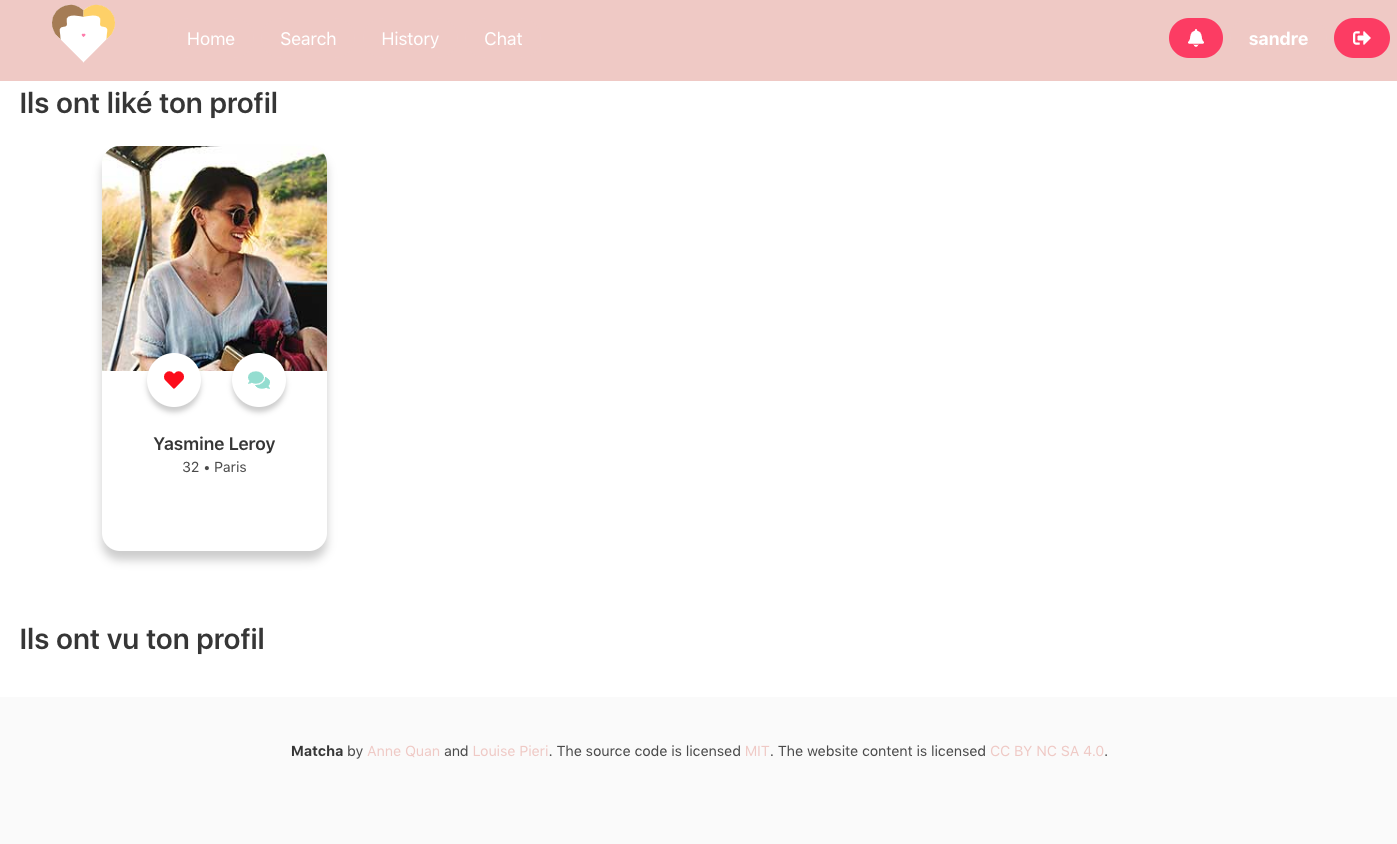 Home Search History Chat sandre
Ils ont liké ton profil
Yasmine Leroy
32 • Paris
Ils ont vu ton profil
Matcha by Anne Quan and Louise Pieri. The source code is licensed MIT. The website content is licensed CC BY NC SA 4.0.